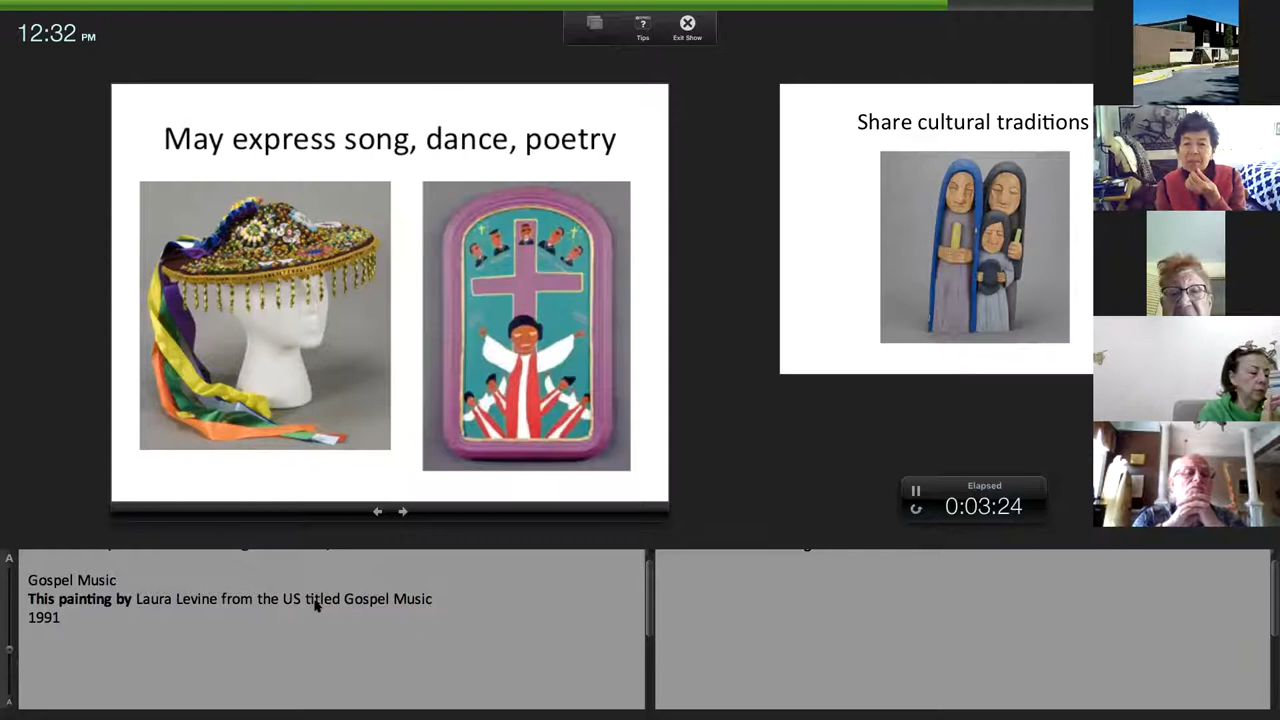 12:32 PM
Tips
Exit Show
May express song, dance, poetry
Share cultural traditions
Elapsed
0:03:24
A
Gospel Music
This painting by Laura Levine from the US titled Gospel Music
1991
A